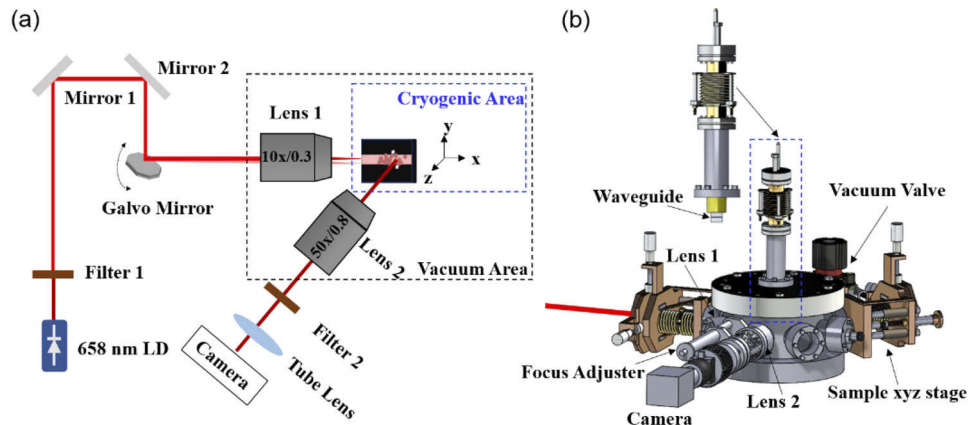 (a)
Mirror 2
Mirror 1
Lens 1
Cryogenic Area
10x/0.3
y
x
z
Galvo Mirror
50x/0.8
Lens 2
Vacuum Area
Filter 1
Filter 2
658 nm LD
Tube Lens
Camera
(b)
Waveguide
Vacuum Valve
Lens 1
Focus Adjuster
Camera
Lens 2
Sample xyz stage